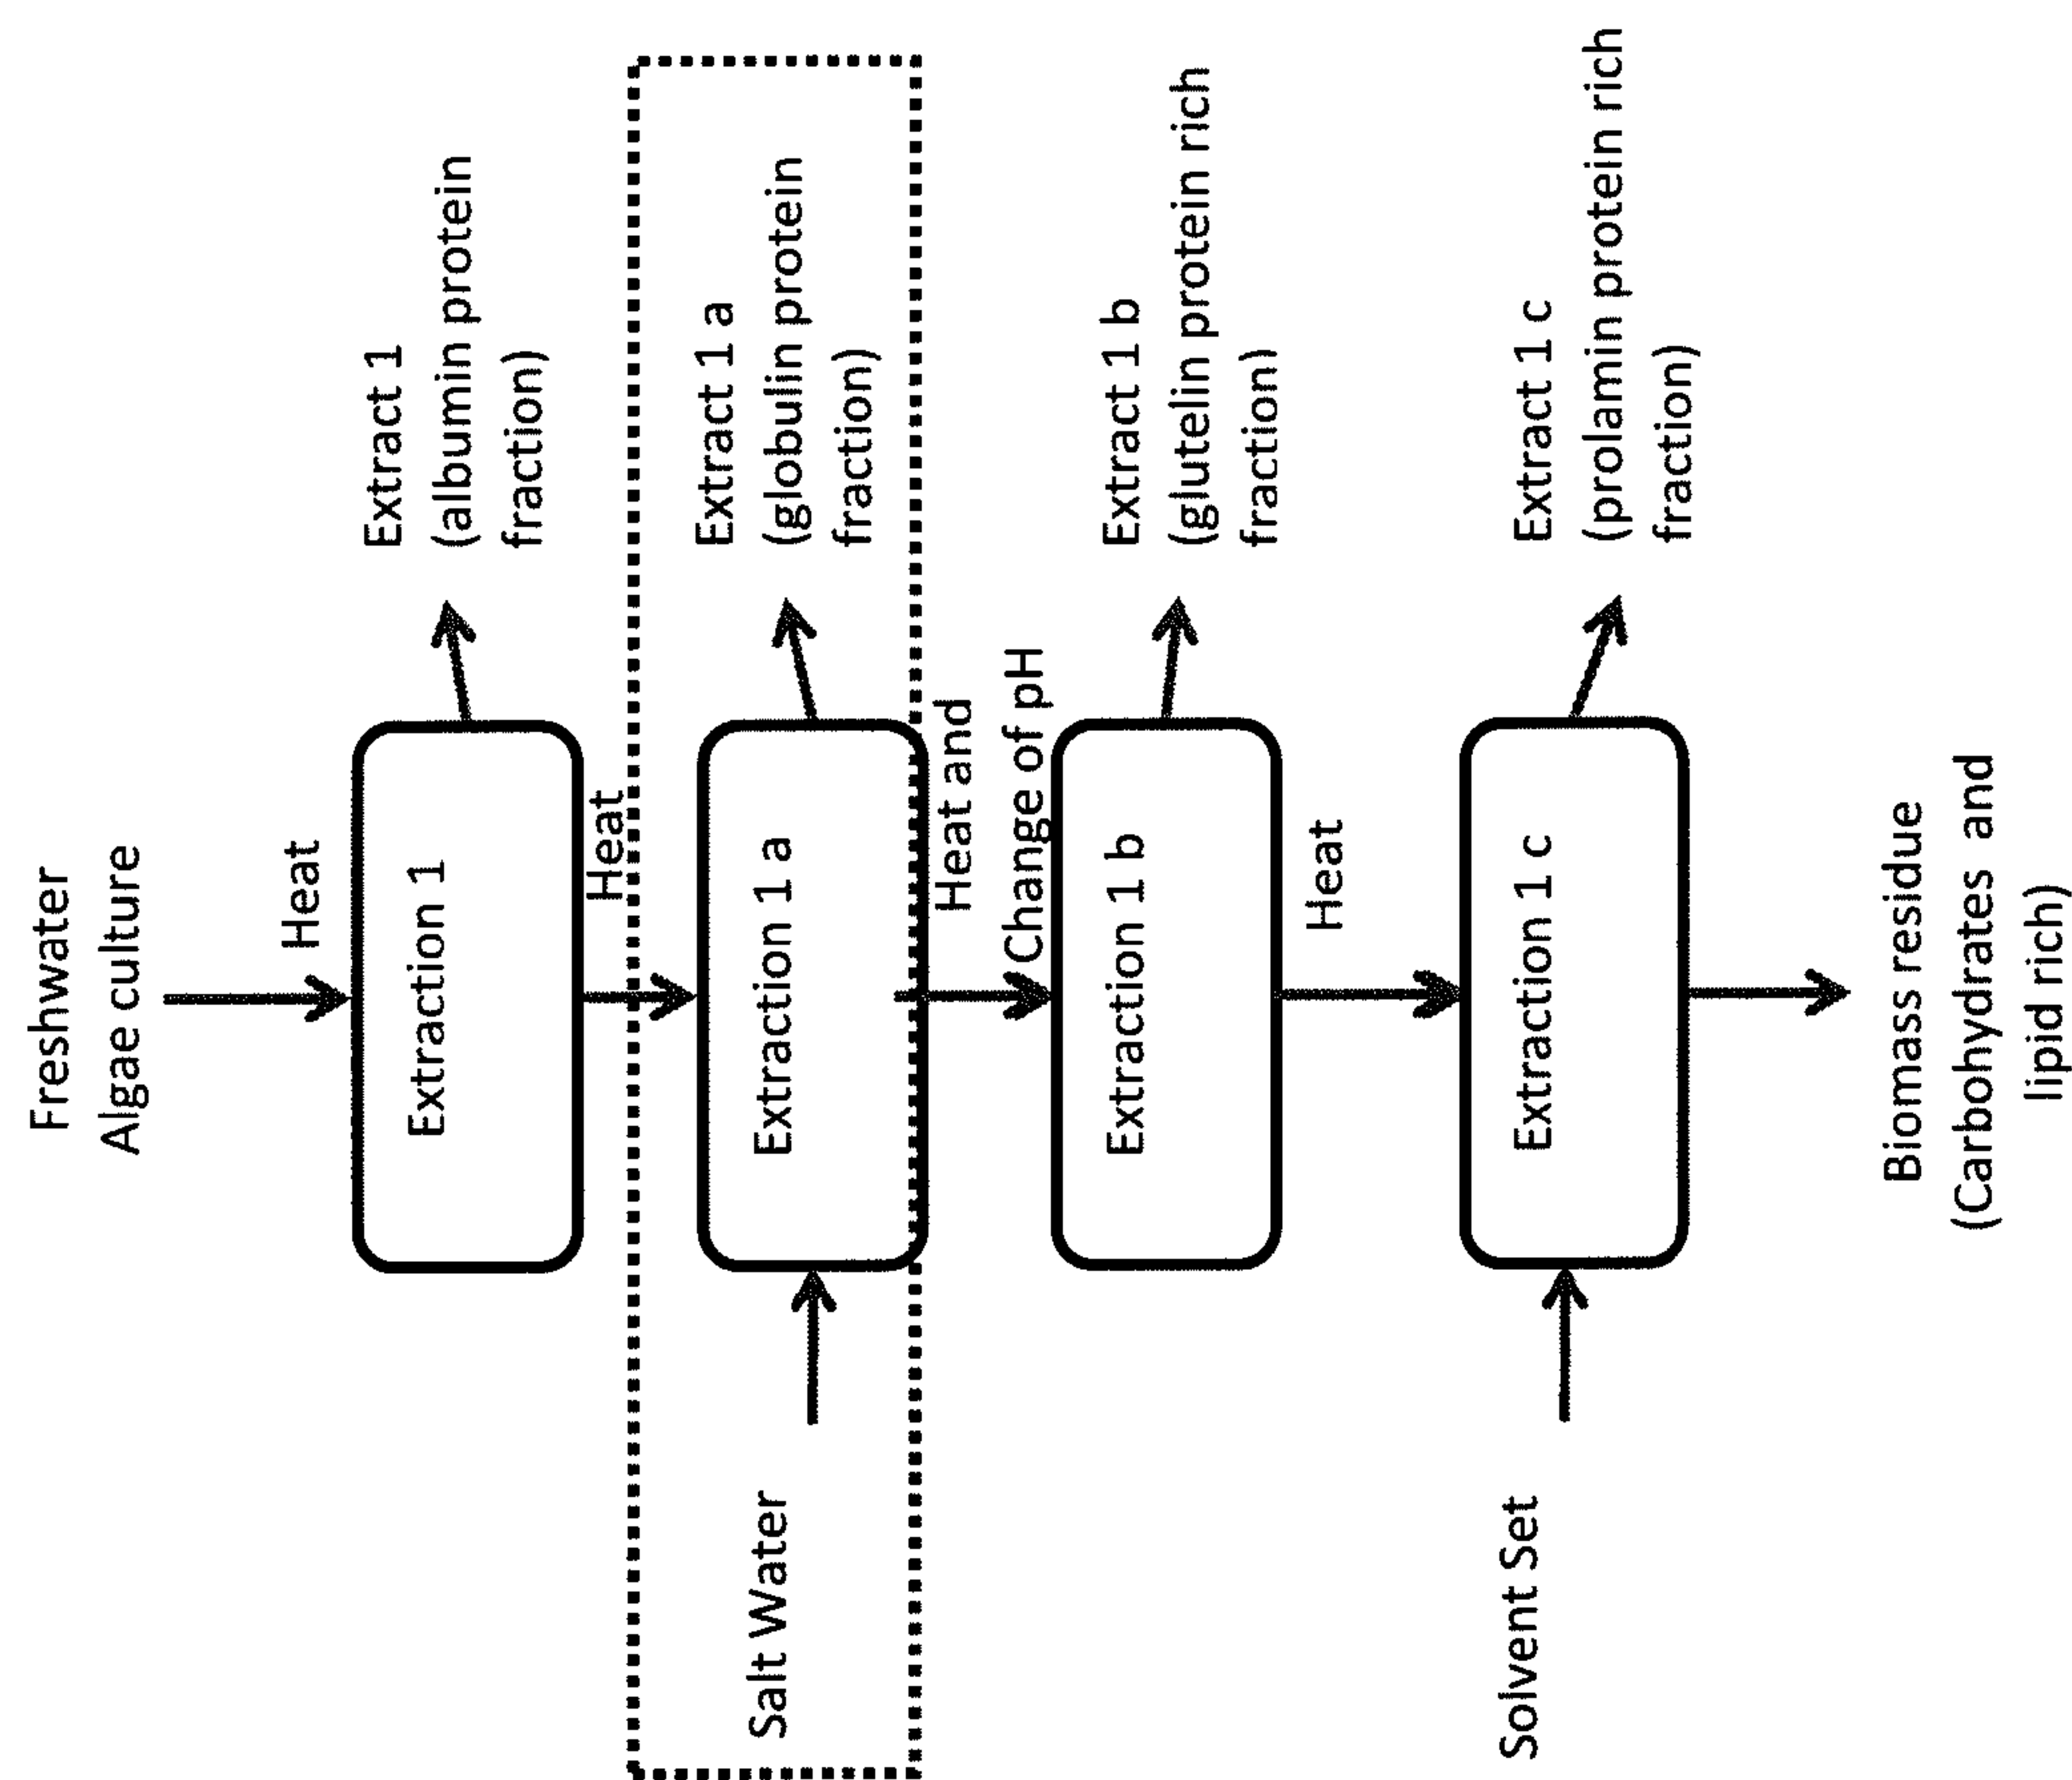 Freshwater
Algae culture
Heat
Extraction 1
Extract 1
(albumin protein
fraction)
Heat
Salt Water
Extraction 1 a
Extract 1 a
(globulin protein
fraction)
Heat and
Change of pH
Extraction 1 b
Extract 1 b
(glutelin protein rich
fraction)
Heat
Solvent Set
Extraction 1 c
Extract 1 c
(prolamin protein rich
fraction)
Biomass residue
(Carbohydrates and
lipid rich)